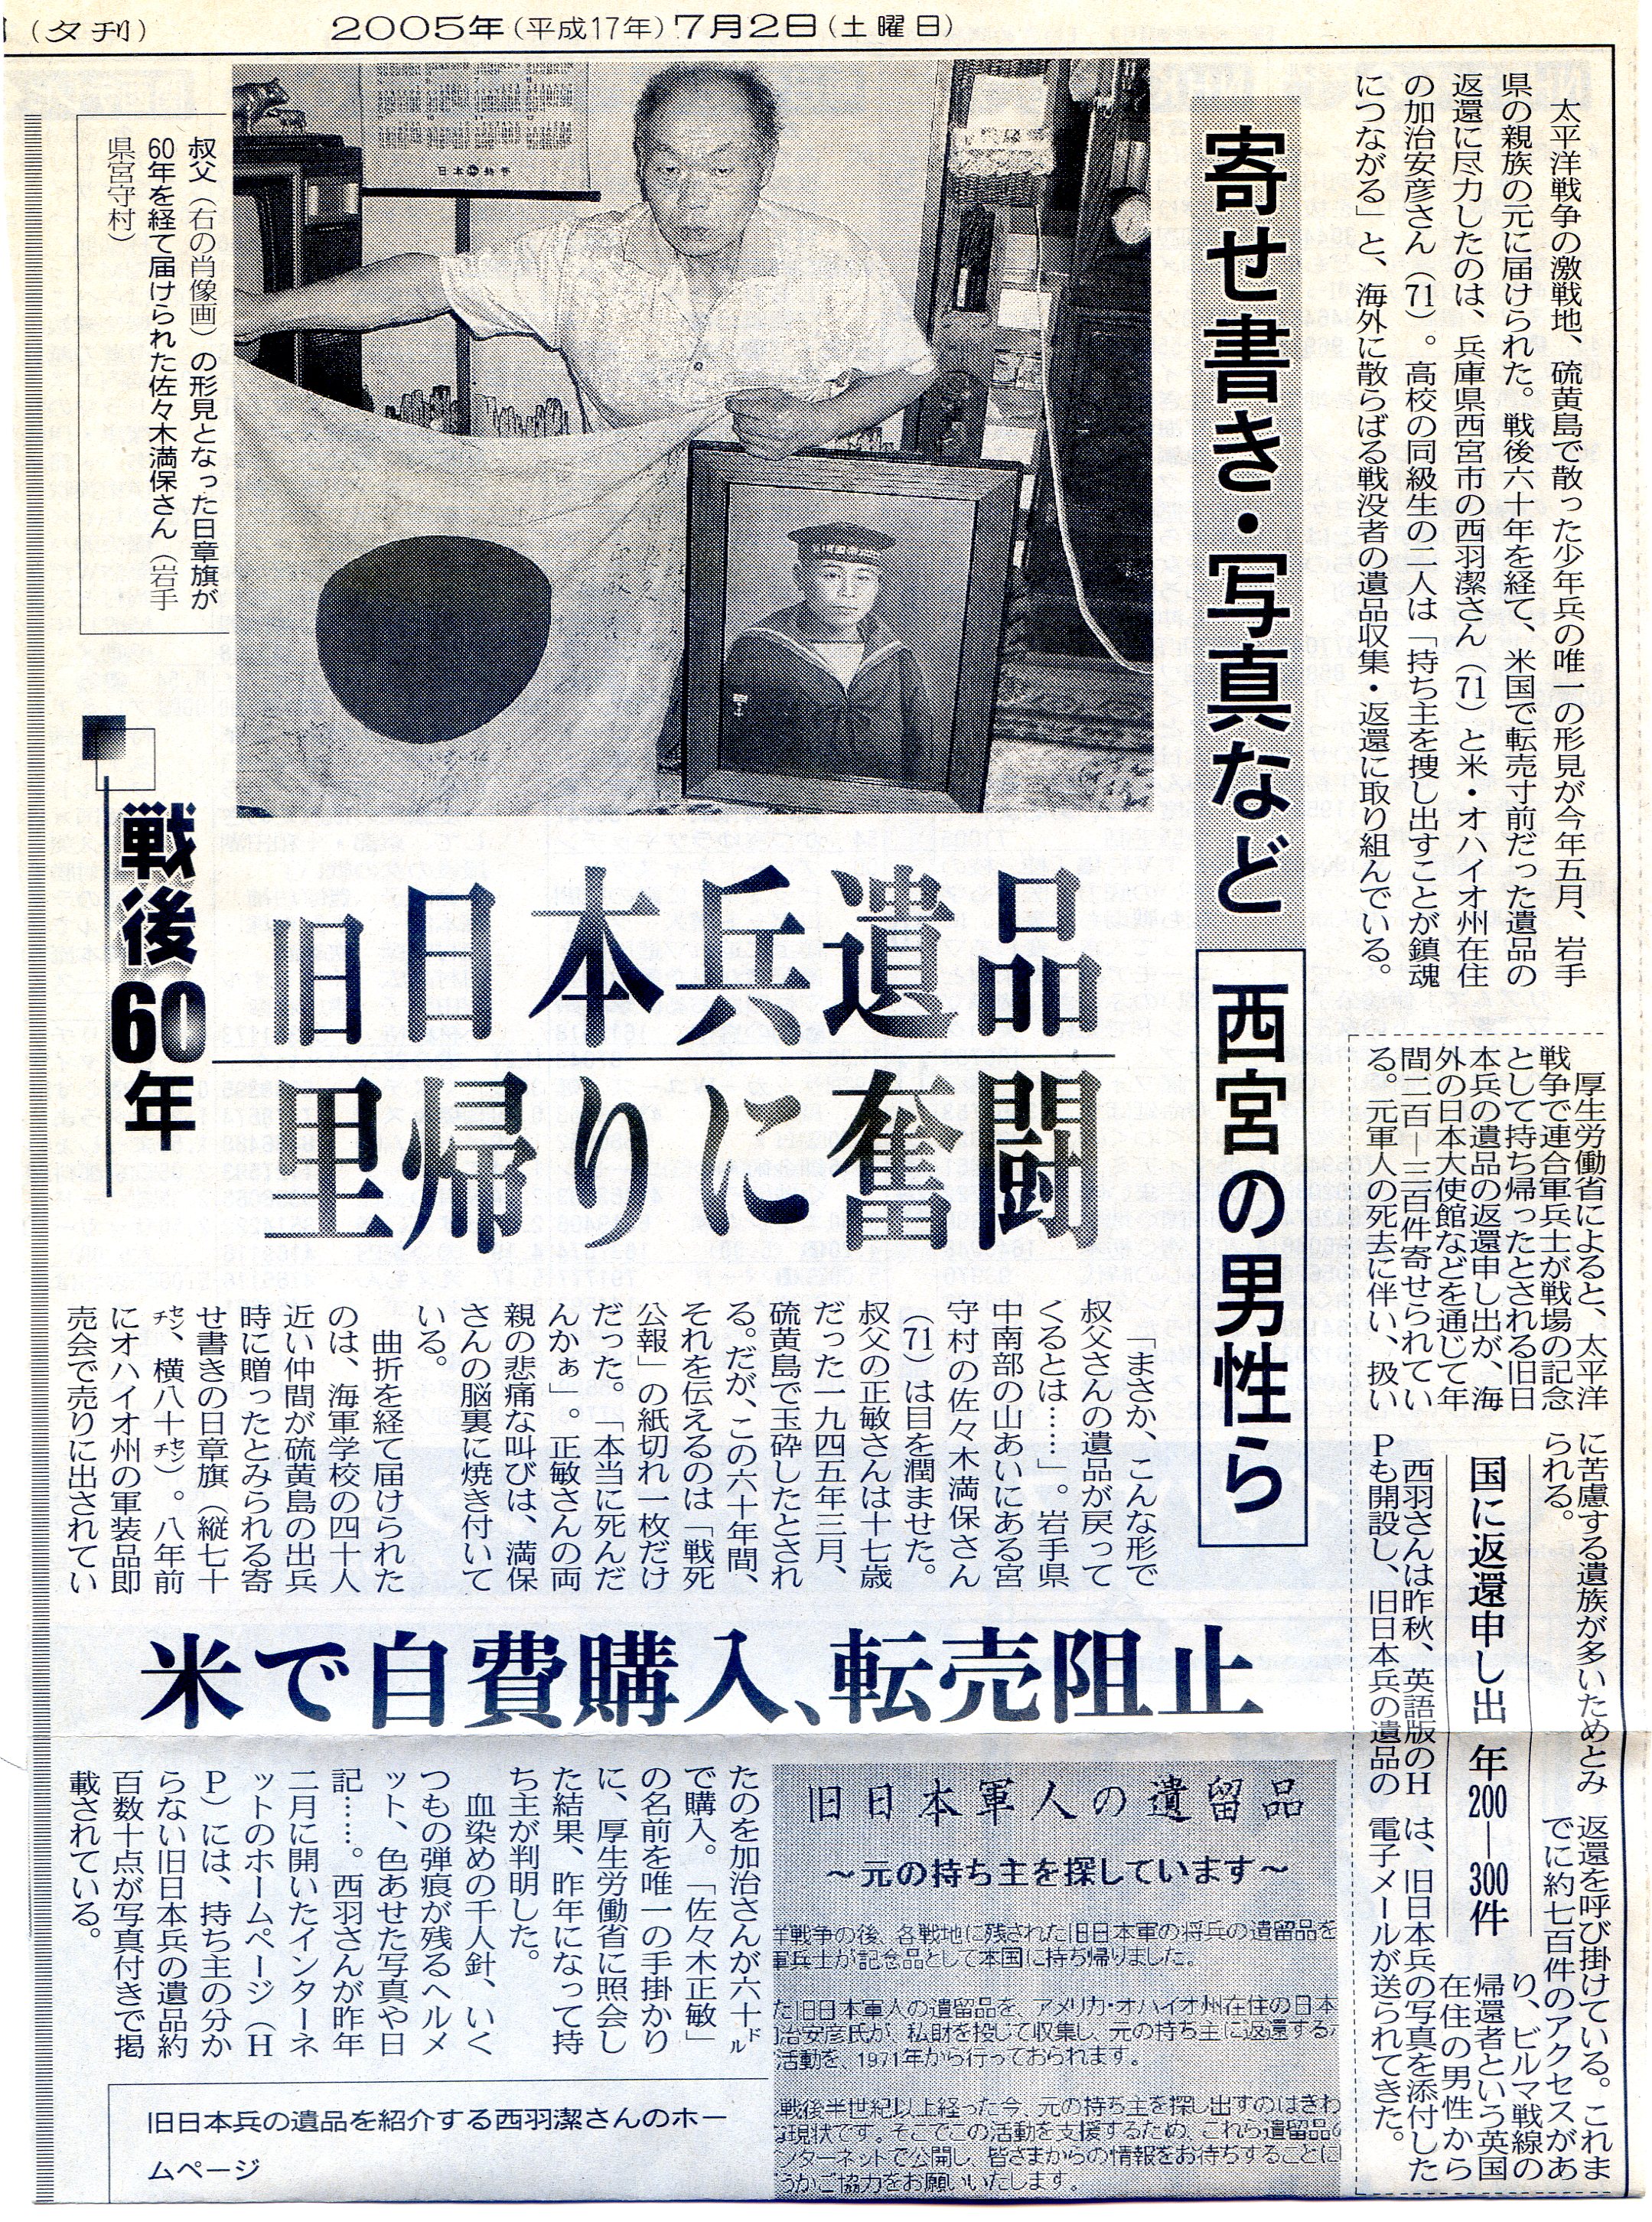 （夕刊）
2005年（平成17年）7月2日（土曜日）
太平洋戦争の激戦地、硫黄島で散った少年兵の唯一の形見が今年五月、岩手
県の親族の元に届けられた。戦後六十年を経て、米国で転売寸前だった遺品の
返還に尽力したのは、兵庫県西宮市の西羽潔さん（71）と米・オハイオ州在住
の加治安彦さん（71）。高校の同級生の二人は「持ち主を捜し出すことが鎮魂
につながる」と、海外に散らばる戦没者の遺品収集・返還に取り組んでいる。
寄せ書き・写真など
西宮の男性ら
日本 報寺
叔父（右の肖像画）の形見となった日章旗が
60年を経て届けられた佐々木満保さん（岩手
県宮守村）
戦後60年
旧日本兵遺品
里帰りに奮闘
「まさか、こんな形で
叔父さんの遺品が戻って
くるとは……」。岩手県
中南部の山あいにある宮
守村の佐々木満保さん
（71）は目を潤ませた。
叔父の正敏さんは十七歳
だった一九四五年三月、
硫黄島で玉砕したとされ
る。だが、この六十年間、
それを伝えるのは「戦死
公報」の紙切れ一枚だけ
だった。「本当に死んだ
んかぁ」。正敏さんの両
親の悲痛な叫びは、満保
さんの脳裏に焼き付いて
いる。
曲折を経て届けられた
のは、海軍学校の四十人
近い仲間が硫黄島の出兵
時に贈ったとみられる寄
せ書きの日章旗（縦七十
㌢、横八十㌢）。八年前
にオハイオ州の軍装品即
売会で売りに出されてい
米で自費購入、転売阻止
たのを加治さんが六十㌦
で購入。「佐々木正敏」
の名前を唯一の手掛かり
に、厚生労働省に照会し
た結果、昨年になって持
ち主が判明した。
血染めの千人針、いく
つもの弾痕が残るヘルメ
ット、色あせた写真や日
記……。西羽さんが昨年
二月に開いたインターネ
ットのホームページ（H
P）には、持ち主の分か
らない旧日本兵の遺品約
百数十点が写真付きで掲
載されている。
旧日本軍人の遺留品
～元の持ち主を探しています～
洋戦争の後、各戦地に残された旧日本軍の将兵の遺留品を
軍兵士が記念品として本国に持ち帰りました。
た旧日本軍人の遺留品を、アメリカ・オハイオ州在住の日本
治安彦氏が、私財を投じて収集し、元の持ち主に返還する
活動を、1971年から行っておられます。
戦後半世紀以上経った今、元の持ち主を探し出すのはきわ
な現状です。そこでこの活動を支援するため、これら遺留品の
ンターネットで公開し、皆さまからの情報をお待ちすることに
うかご協力をお願いいたします。
旧日本兵の遺品を紹介する西羽潔さんのホー
ムページ
厚生労働省によると、太平洋
戦争で連合軍兵士が戦場の記念
として持ち帰ったとされる旧日
本兵の遺品の返還申し出が、海
外の日本大使館などを通じて年
間二百―三百件寄せられてい
る。元軍人の死去に伴い、扱い
に苦慮する遺族が多いためとみ
られる。
国に返還申し出 年200―300件
西羽さんは昨秋、英語版のH
Pも開設し、旧日本兵の遺品の
返還を呼び掛けている。これま
でに約七百件のアクセスがあ
り、ビルマ戦線の
帰還者という英国
在住の男性から
は、旧日本兵の写真を添付した
電子メールが送られてきた。